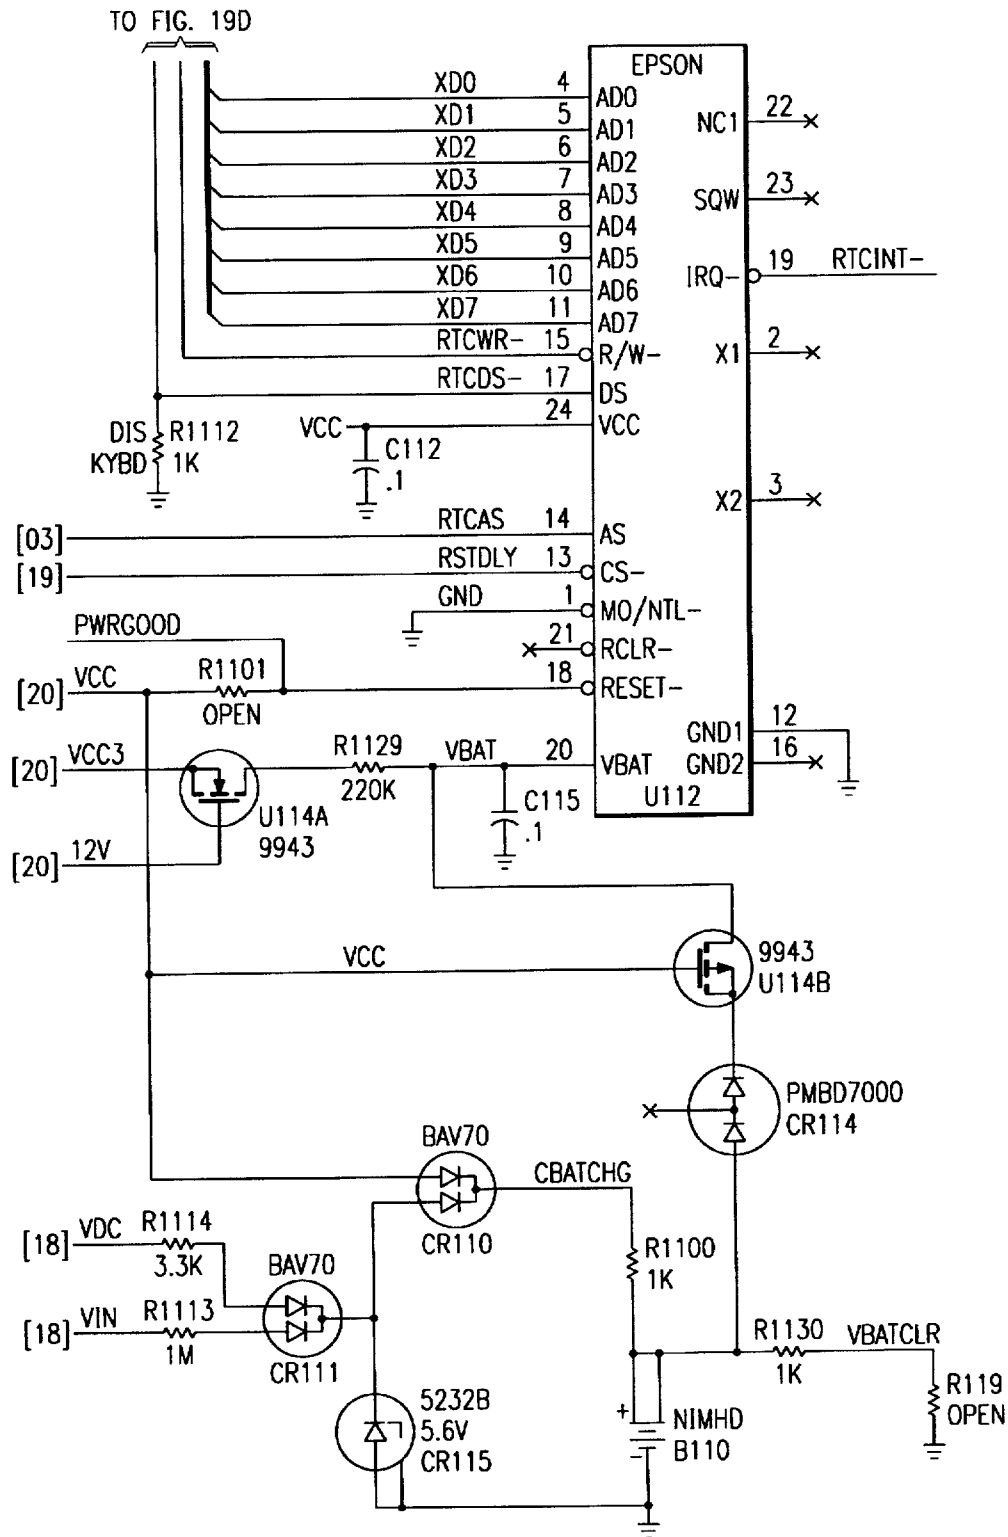 TO FIG. 19D
EPSON
XD0 4 AD0
XD1 5 AD1
XD2 6 AD2
XD3 7 AD3
XD4 8 AD4
XD5 9 AD5
XD6 10 AD6
XD7 11 AD7
RTCWR- 15 R/W-
RTCDS- 17 DS
VCC 24 VCC
NC1 22
SQW 23
IRQ- 19 RTCINT-
X1 2
X2 3
DIS KYBD
R1112
1K
C112
.1
[03] RTCAS 14 AS
[19] RSTDLY 13 CS-
GND 1 MO/NTL-
21 RCLR-
PWRGOOD
[20] VCC R1101 18 RESET-
OPEN
GND1 12
GND2 16
[20] VCC3 R1129 VBAT 20 VBAT
220K
U112
C115
.1
U114A
9943
[20] 12V
VCC
9943
U114B
PMBD7000
CR114
BAV70
CBATCHG
CR110
[18] VDC R1114
3.3K
BAV70
R1100
1K
[18] VIN R1113
1M
CR111
R1130 VBATCLR
1K
R119
OPEN
5232B
5.6V
CR115
+
NIMHD
-
B110